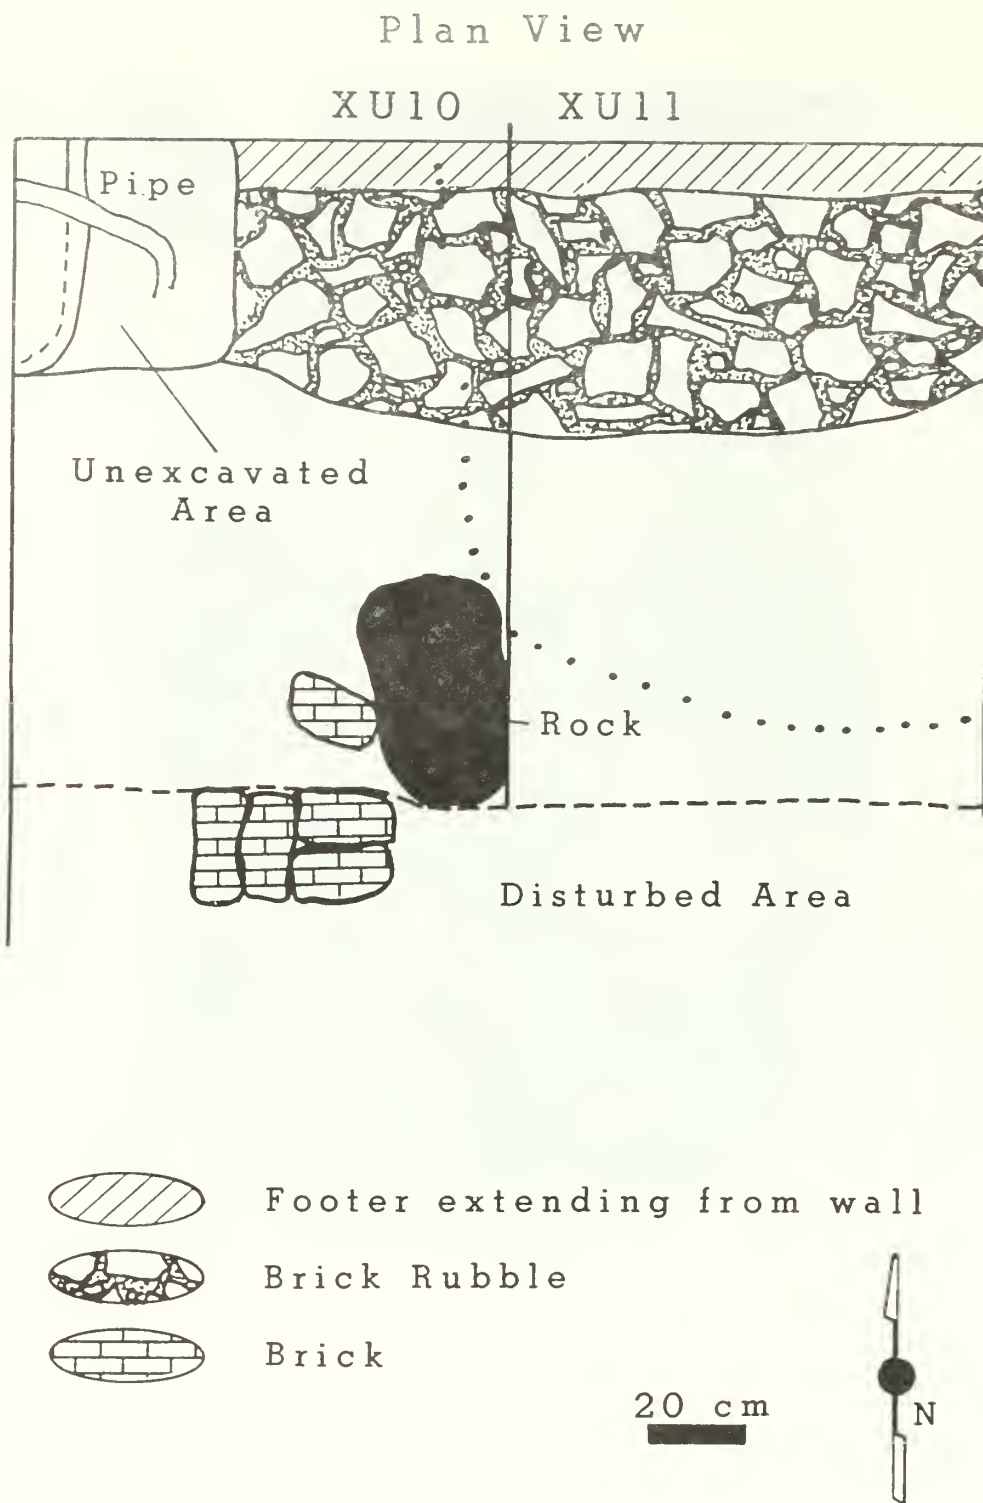 Plan View
XU10 XU11
Pipe
Unexcavated
Area
Rock
Disturbed Area
Footer extending from wall
Brick Rubble
Brick
20 cm
N